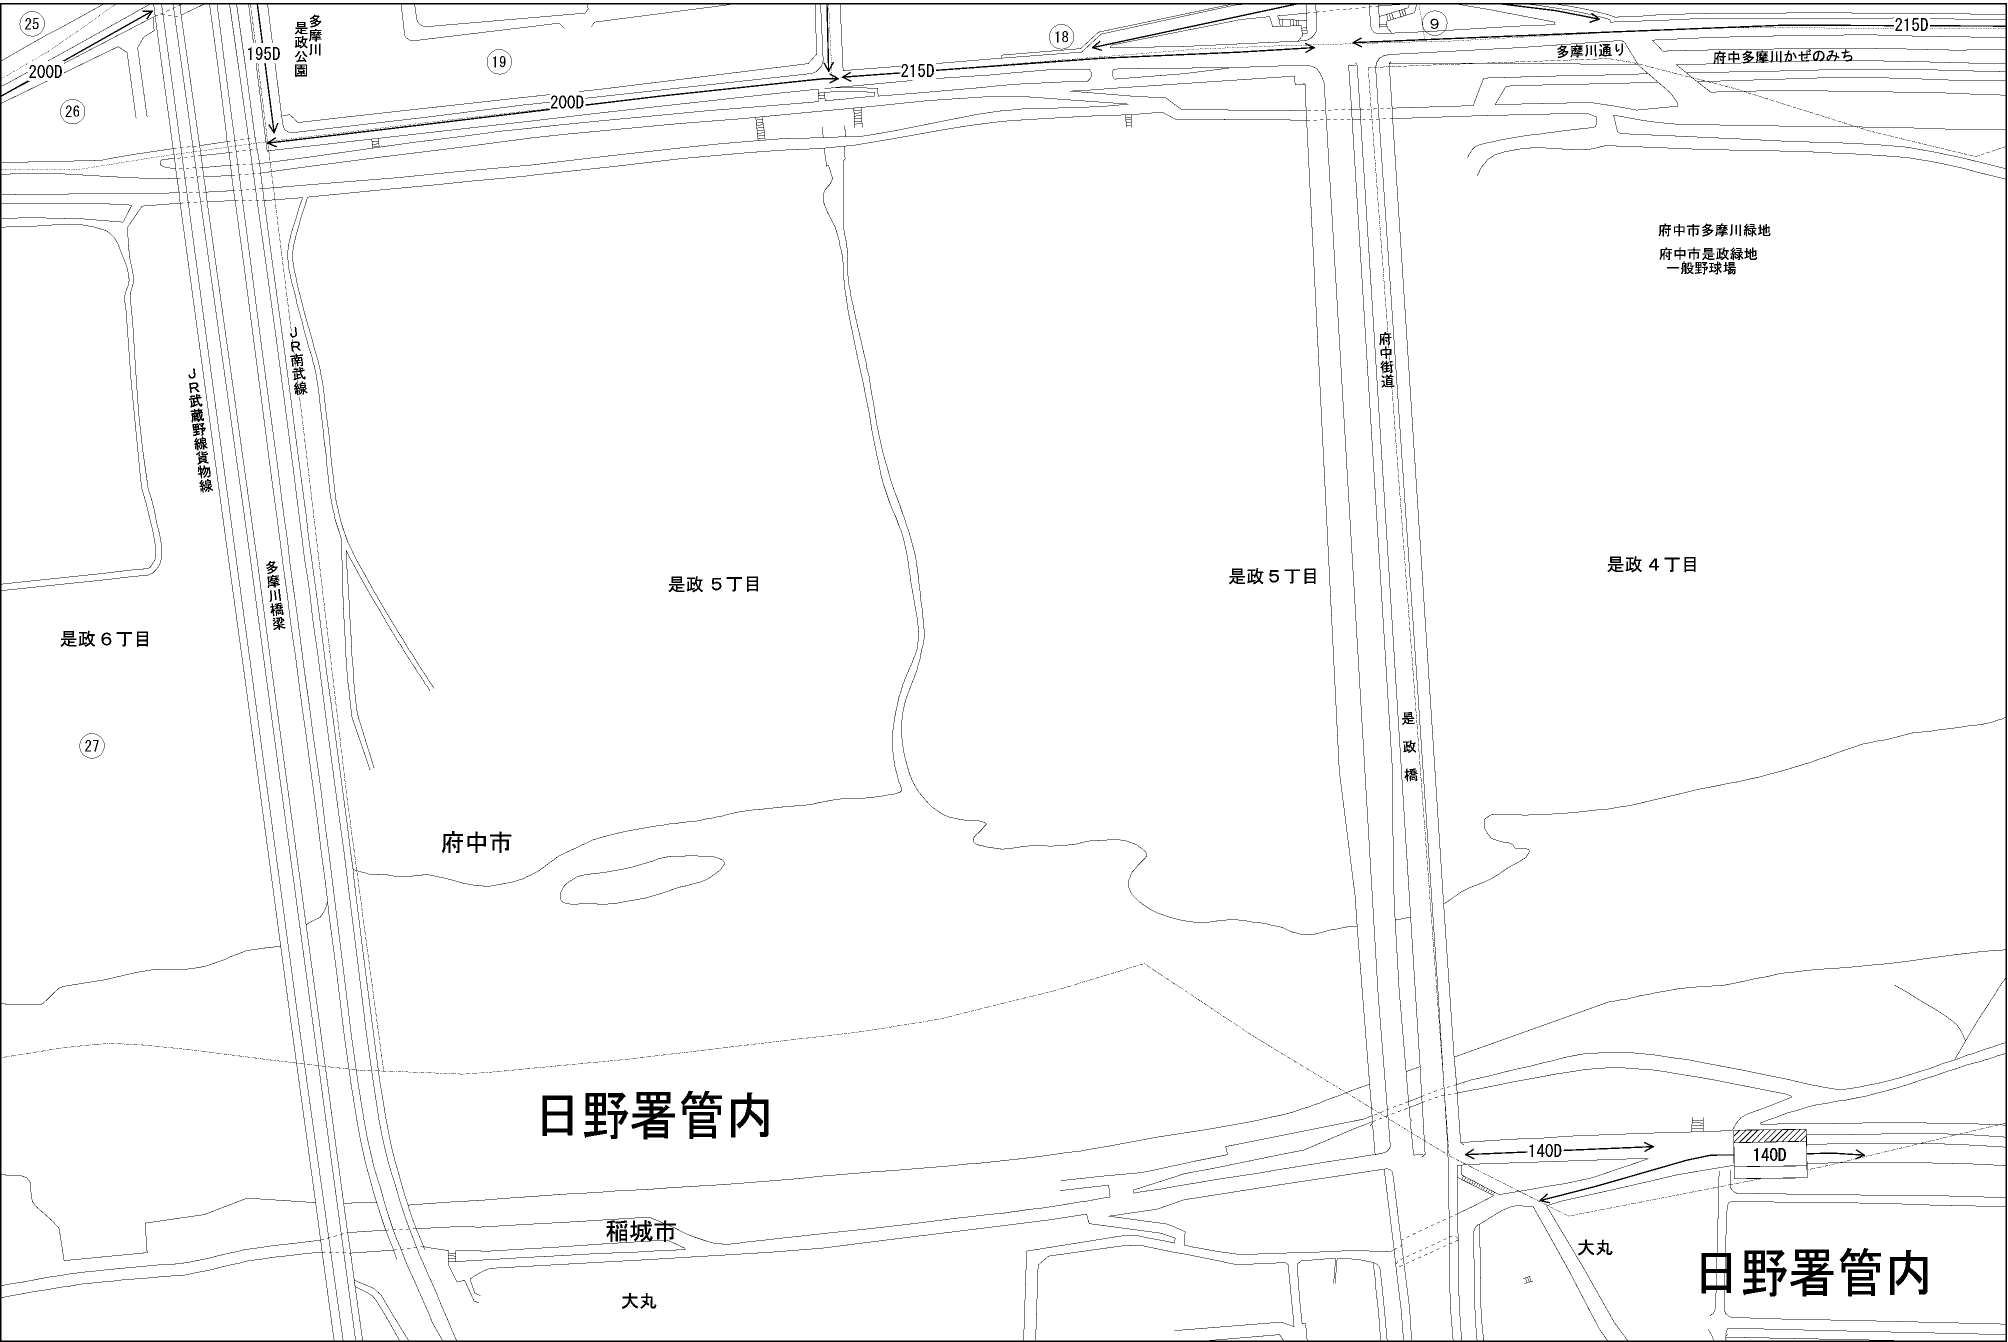 25
200D
26
195D
多摩川
是政公園
19
200D
215D
18
9
215D
多摩川通り
府中多摩川かぜのみち
府中市多摩川緑地
府中市是政緑地
一般野球場
JR南武線
JR武蔵野線貨物線
府中街道
多摩川橋梁
是政5丁目
是政5丁目
是政4丁目
是政6丁目
27
是政橋
府中市
日野署管内
140D
140D
稲城市
大丸
大丸
日野署管内